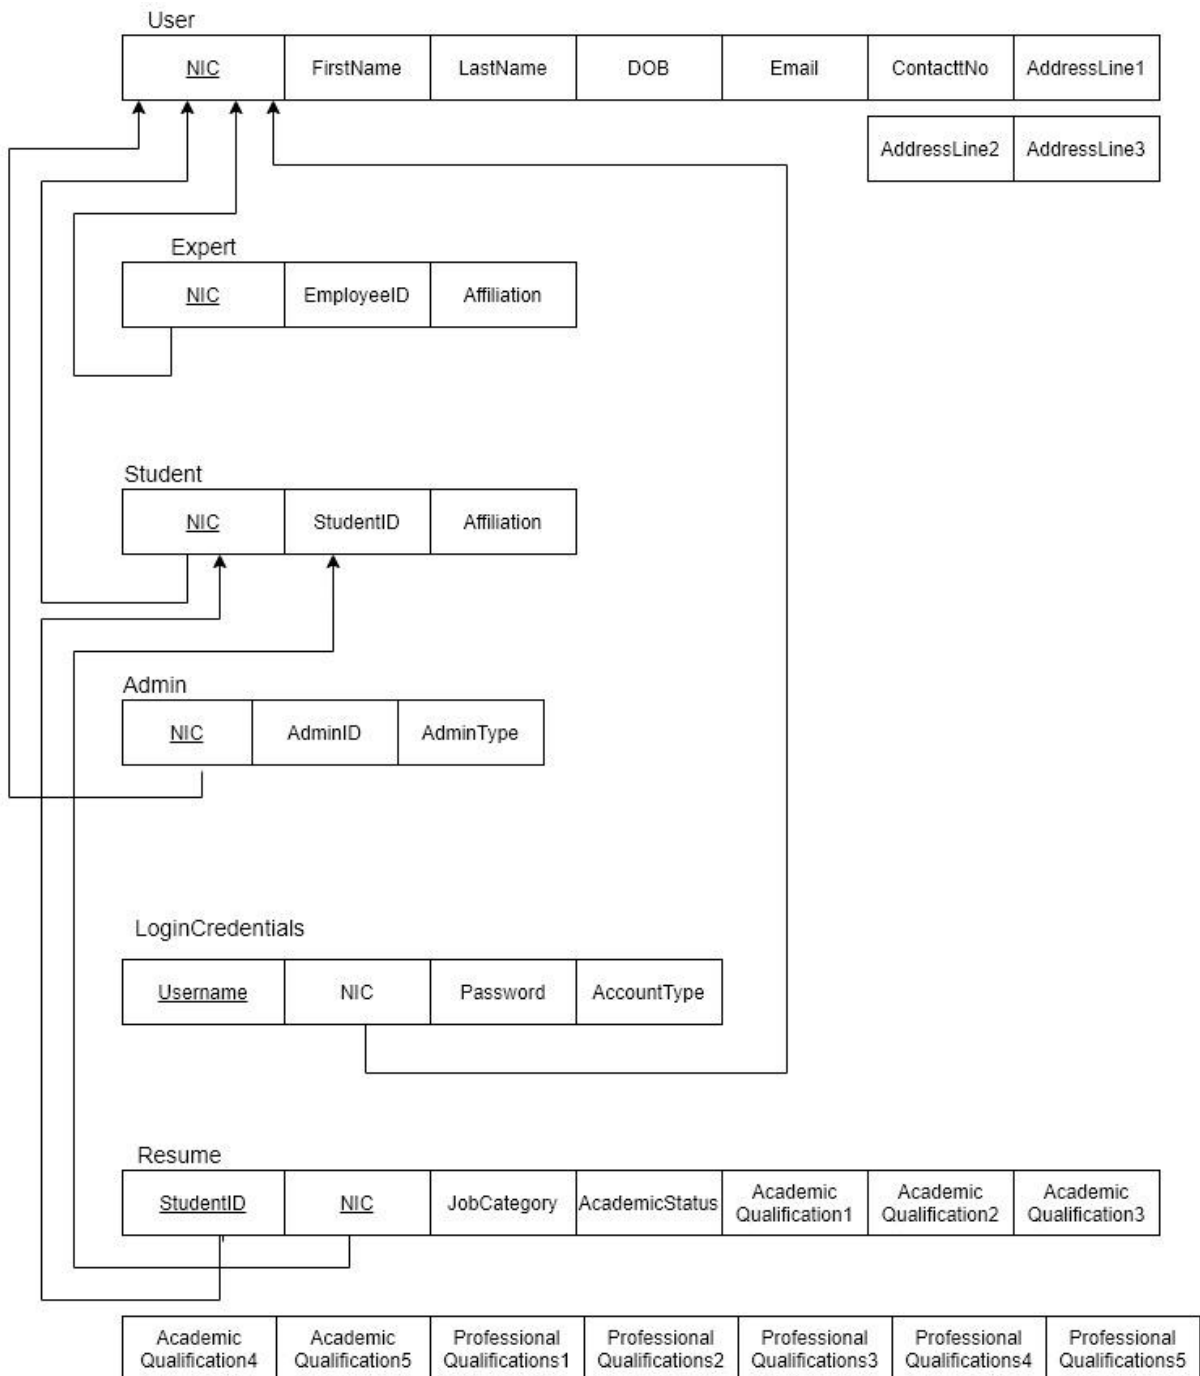 User
NIC FirstName LastName DOB Email ContacttNo AddressLine1
AddressLine2 AddressLine3
Expert
NIC EmployeeID Affiliation
Student
NIC StudentID Affiliation
Admin
NIC AdminID AdminType
LoginCredentials
Username NIC Password AccountType
Resume
StudentID NIC JobCategory AcademicStatus Academic Qualification1 Academic Qualification2 Academic Qualification3
Academic Qualification4 Academic Qualification5 Professional Qualifications1 Professional Qualifications2 Professional Qualifications3 Professional Qualifications4 Professional Qualifications5